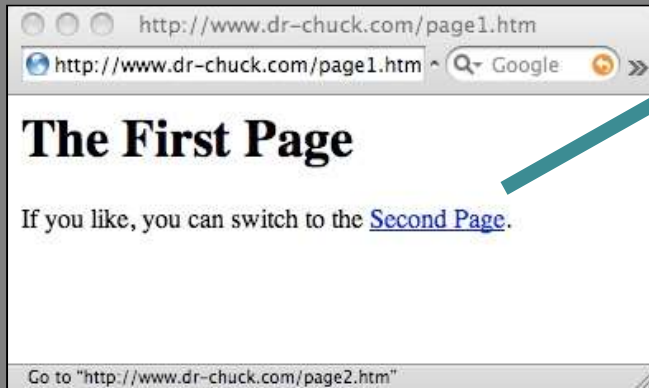 http://www.dr-chuck.com/page1.htm
http://www.dr-chuck.com/page1.htm Google
The First Page
If you like, you can switch to the Second Page.
Go to "http://www.dr-chuck.com/page2.htm"